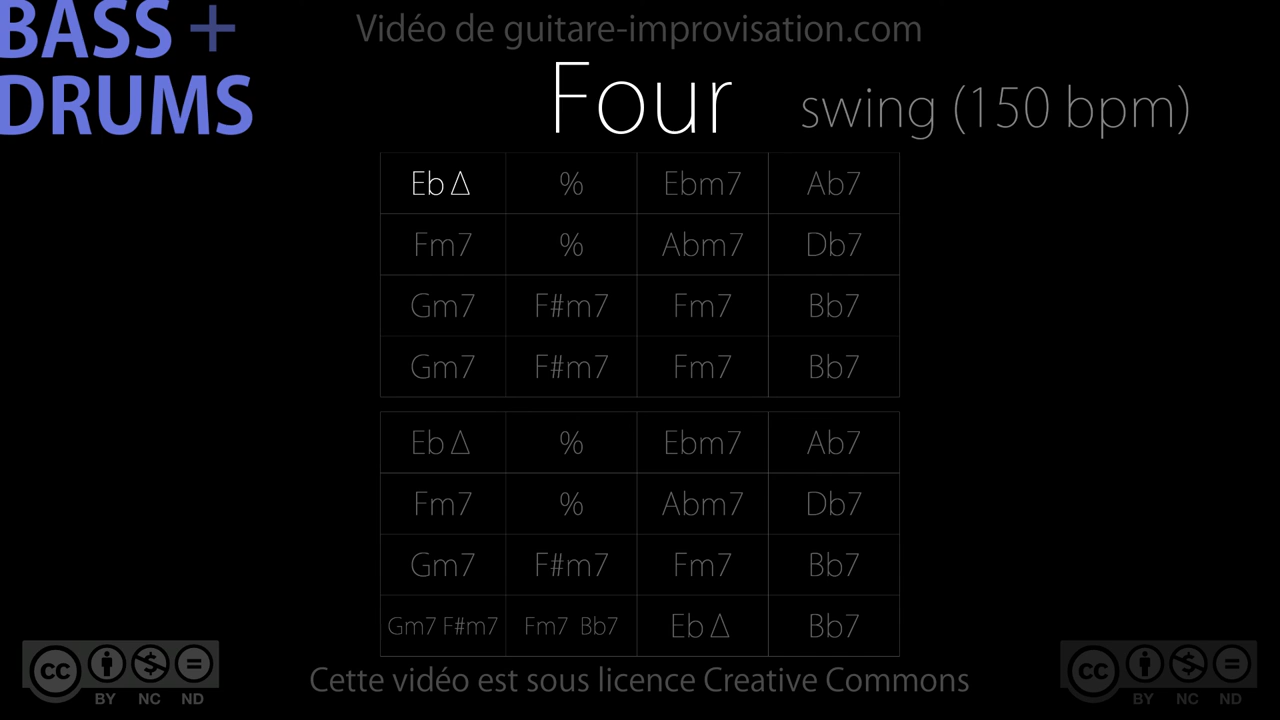 BASS +
DRUMS
Vidéo de guitare-improvisation.com
Four swing (150 bpm)
Eb Δ % Ebm7 Ab7
Fm7 % Abm7 Db7
Gm7 F#m7 Fm7 Bb7
Gm7 F#m7 Fm7 Bb7
Eb Δ % Ebm7 Ab7
Fm7 % Abm7 Db7
Gm7 F#m7 Fm7 Bb7
Gm7 F#m7 Fm7 Bb7 Eb Δ Bb7
cc BY NC ND
Cette vidéo est sous licence Creative Commons
cc BY NC ND